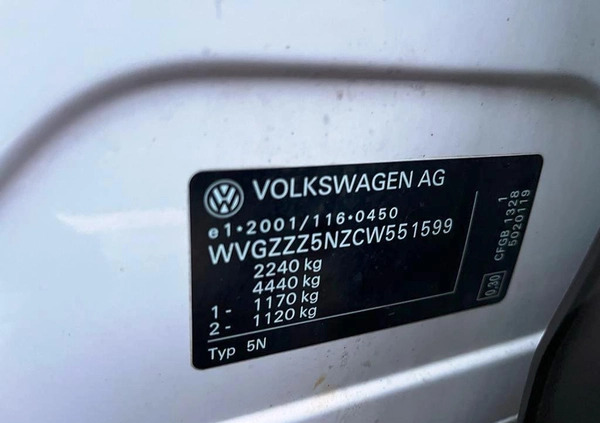 VOLKSWAGEN AG
e1*2001/116*0450
WVGZZZ5NZCW551599
2240 kg
4440 kg
1- 1170 kg
2- 1120 kg
Typ 5N
1
CFGB 1328
5020119
0.30